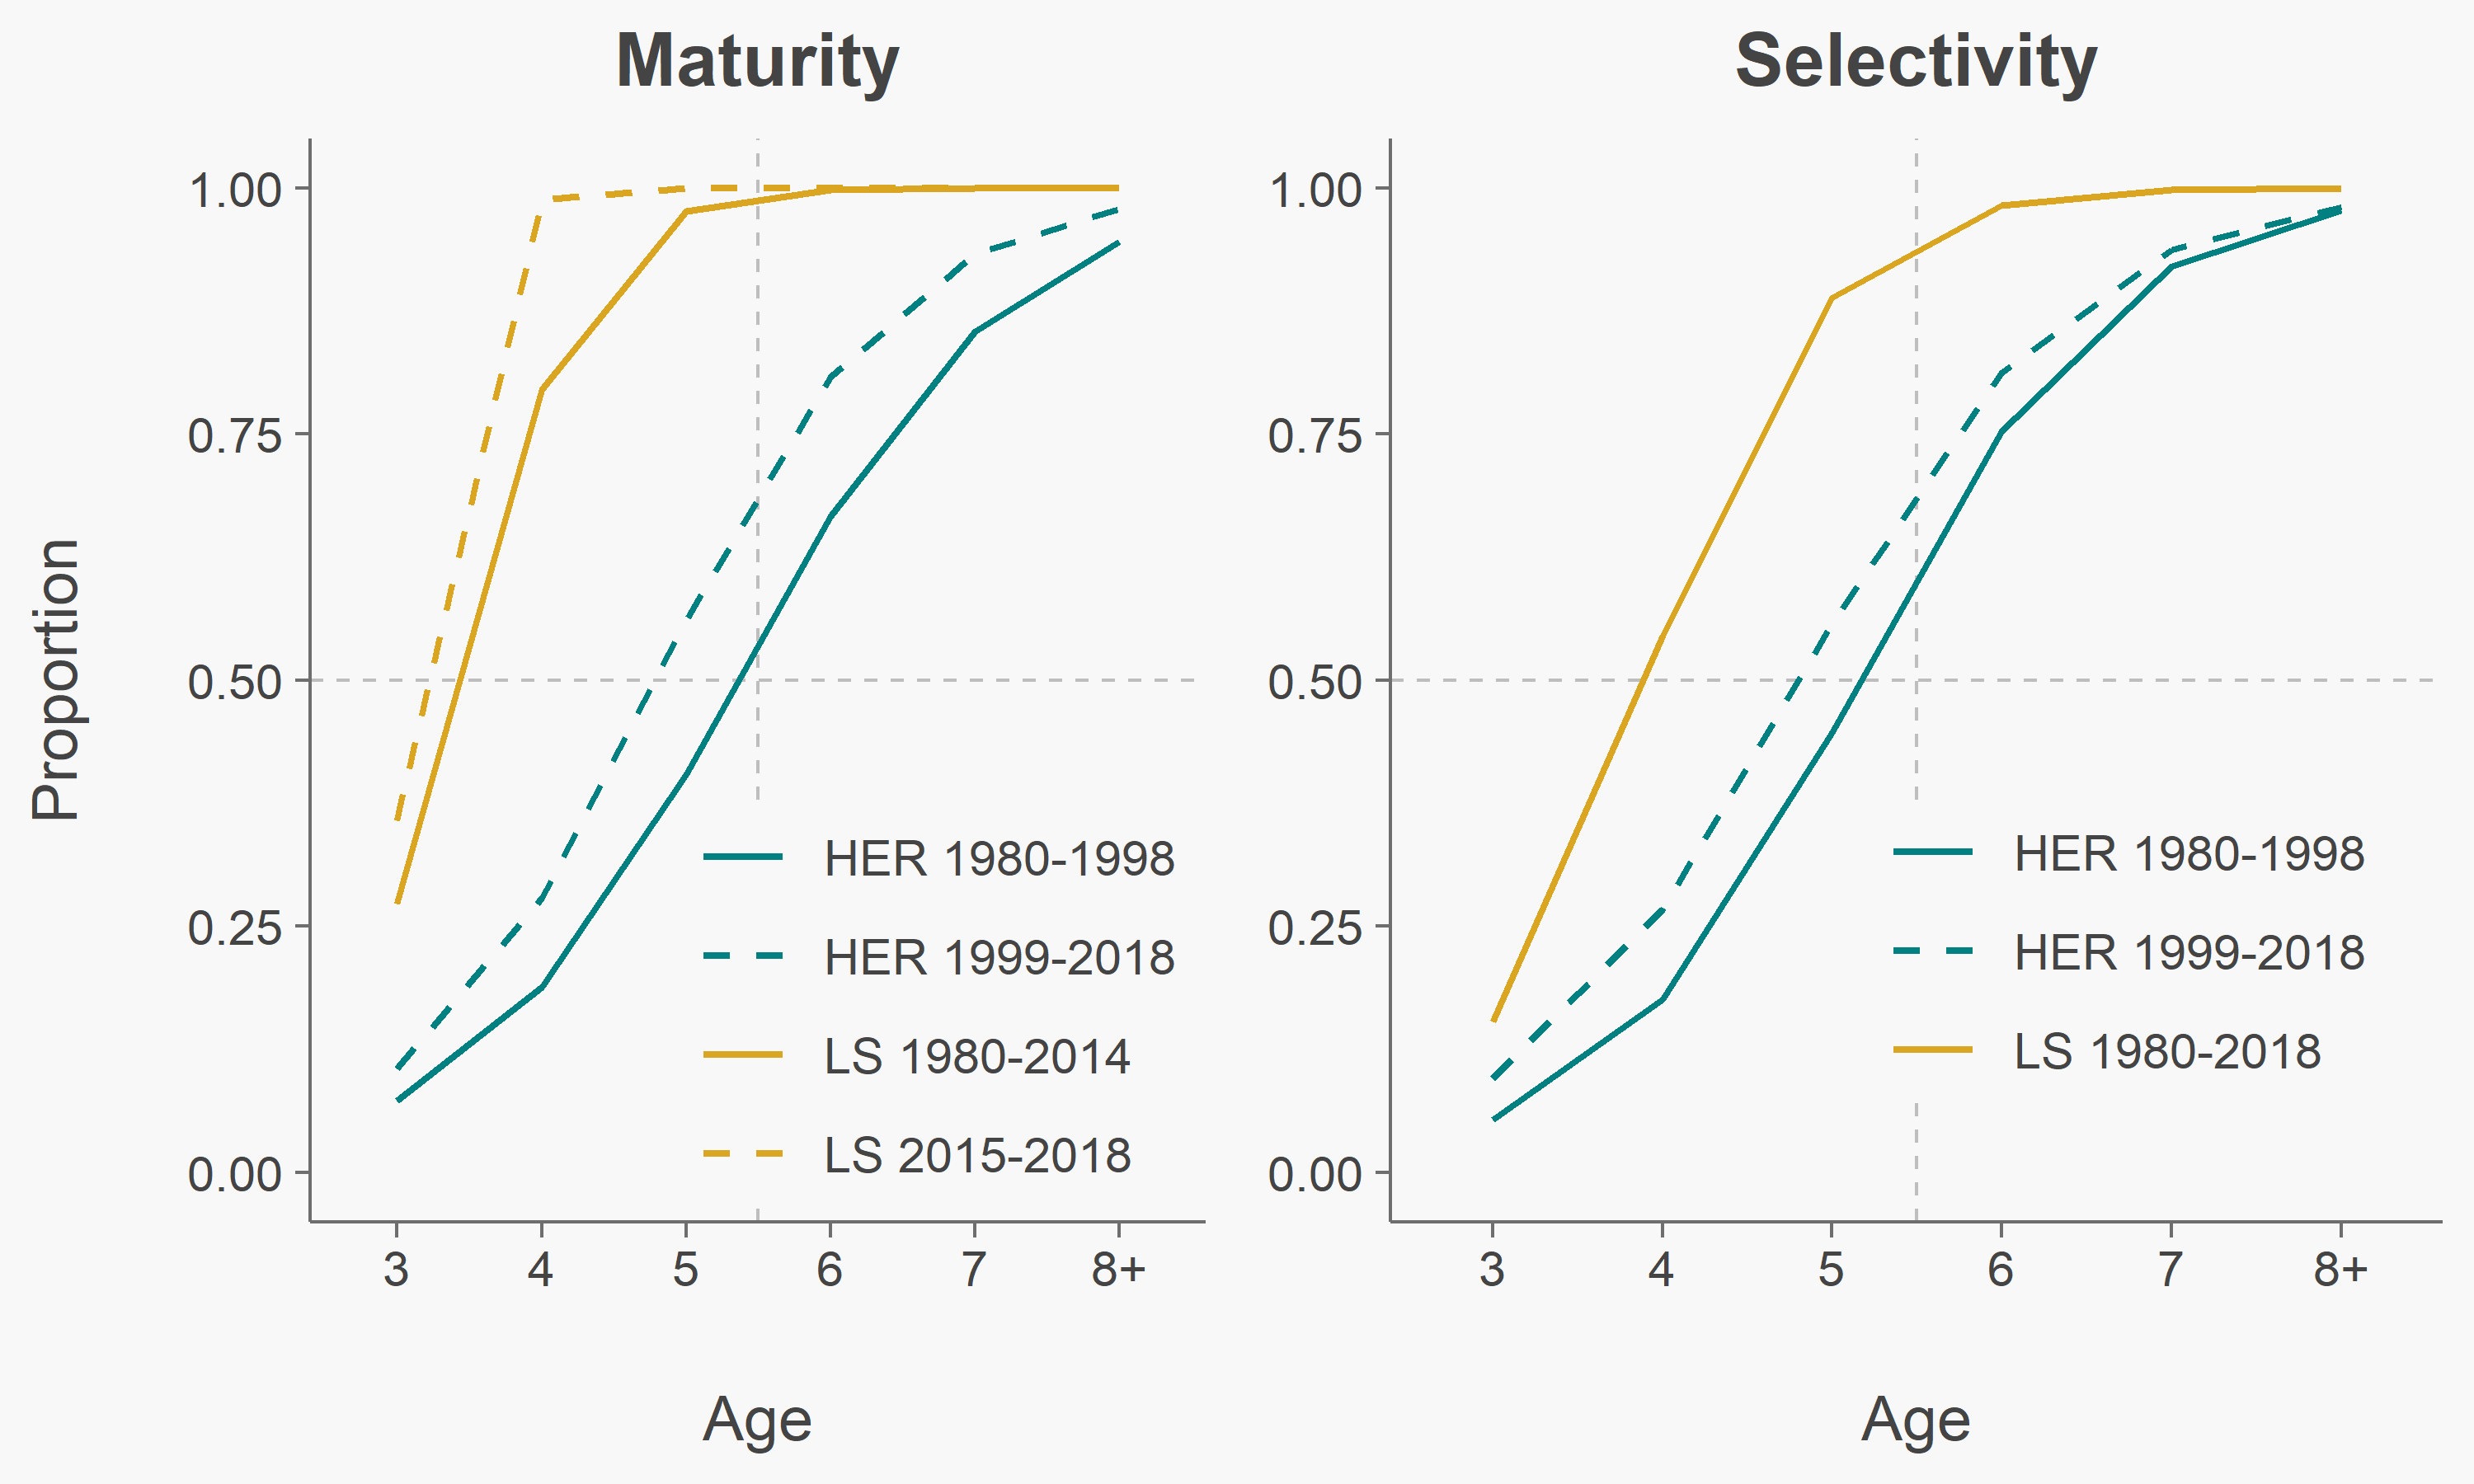 Maturity
Selectivity
Proportion
1.00
0.75
0.50
0.25
0.00
HER 1980-1998
HER 1999-2018
LS 1980-2014
LS 2015-2018
3 4 5 6 7 8+
Age
1.00
0.75
0.50
0.25
0.00
HER 1980-1998
HER 1999-2018
LS 1980-2018
3 4 5 6 7 8+
Age